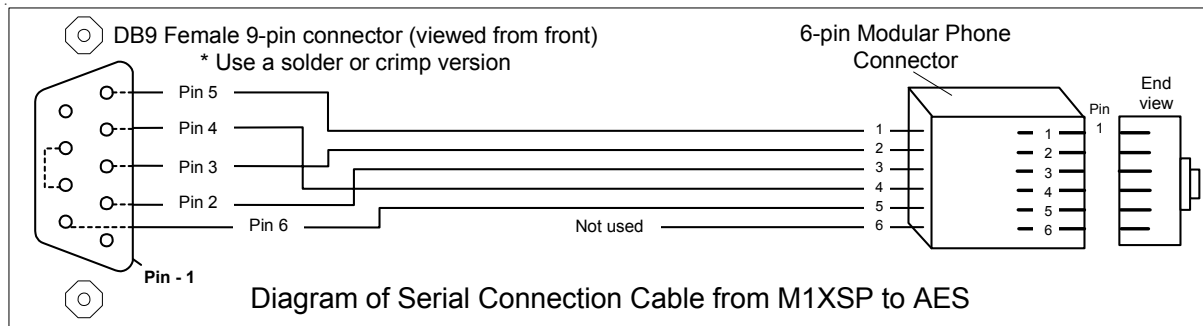 DB9 Female 9-pin connector (viewed from front)
* Use a solder or crimp version
6-pin Modular Phone
Connector
End
view
Pin
1
Pin 5
Pin 4
Pin 3
Pin 2
Pin 6
Not used
1
2
3
4
5
6
1
2
3
4
5
6
Pin - 1
Diagram of Serial Connection Cable from M1XSP to AES